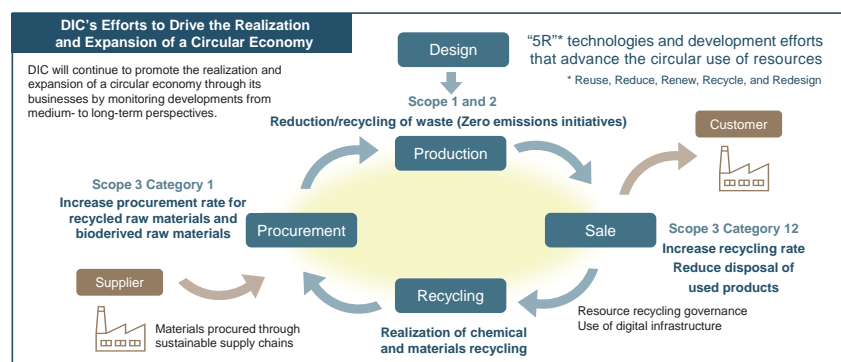 DIC's Efforts to Drive the Realization
and Expansion of a Circular Economy
DIC will continue to promote the realization and
expansion of a circular economy through its
businesses by monitoring developments from
medium- to long-term perspectives.
Design
“5R”* technologies and development efforts
that advance the circular use of resources
* Reuse, Reduce, Renew, Recycle, and Redesign
Scope 1 and 2
Reduction/recycling of waste (Zero emissions initiatives)
Production
Customer
Scope 3 Category 1
Increase procurement rate for
recycled raw materials and
bioderived raw materials
Procurement
Sale
Scope 3 Category 12
Increase recycling rate
Reduce disposal of
used products
Supplier
Recycling
Materials procured through
sustainable supply chains
Realization of chemical
and materials recycling
Resource recycling governance
Use of digital infrastructure